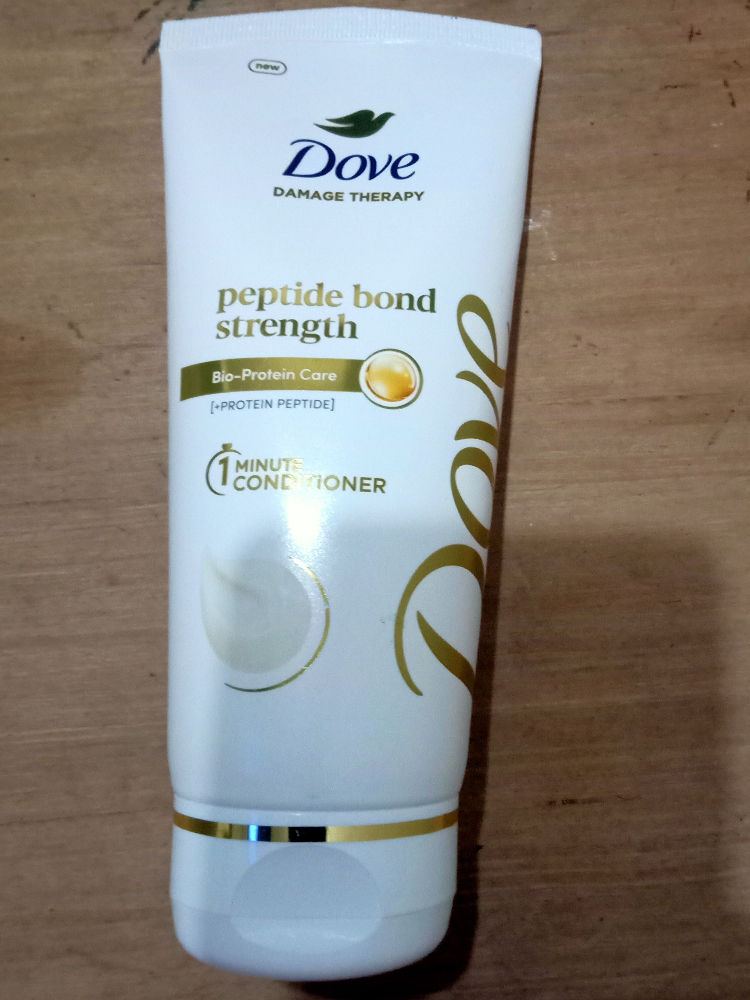 new
Dove
DAMAGE THERAPY
peptide bond
strength
Bio-Protein Care
[+PROTEIN PEPTIDE]
1 MINUTE
CONDITIONER
Dove